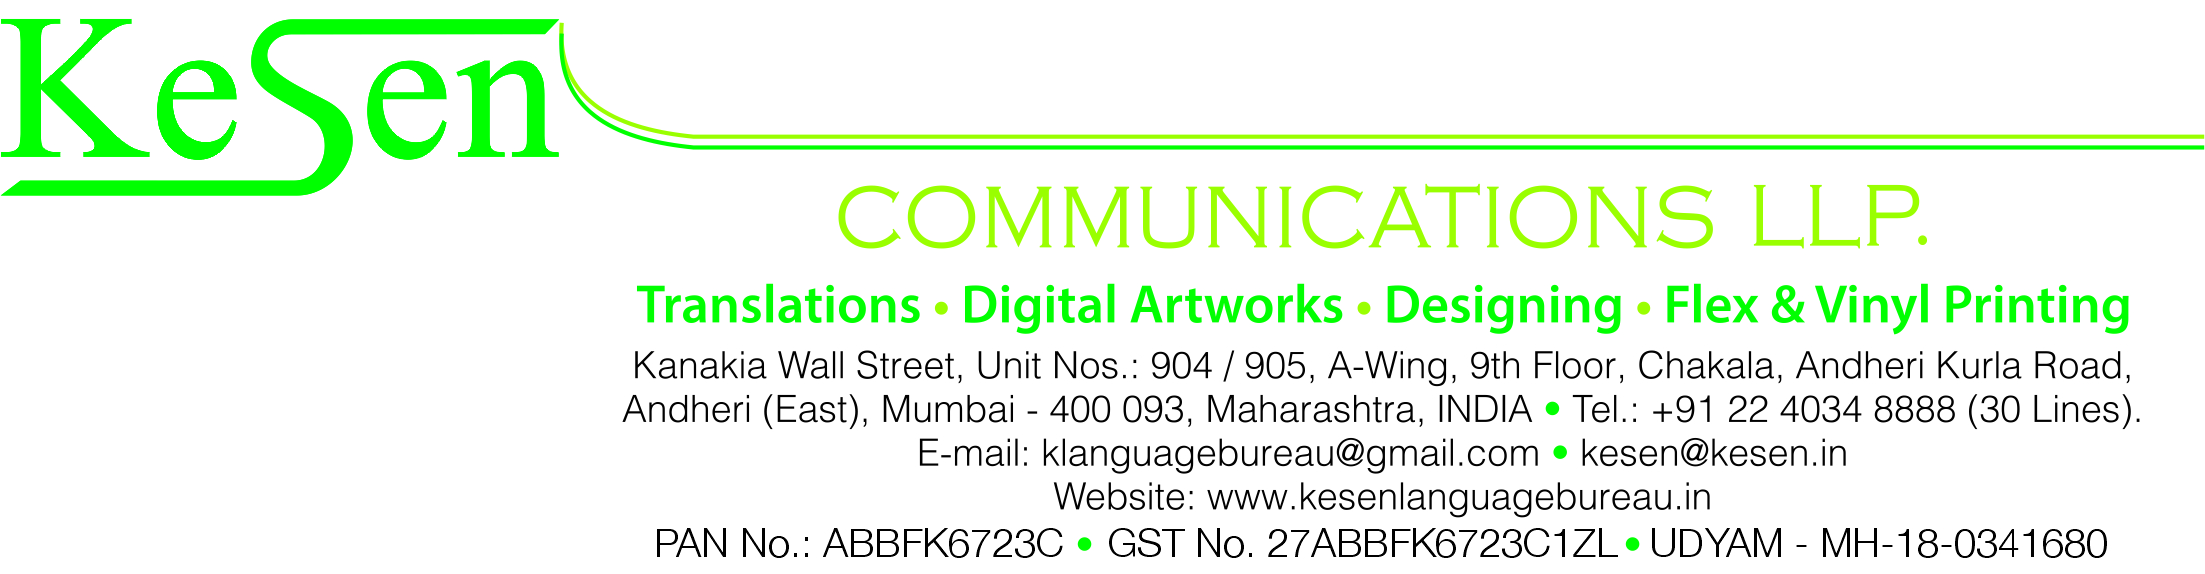 KeSen
COMMUNICATIONS LLP.
Translations • Digital Artworks • Designing • Flex & Vinyl Printing
Kanakia Wall Street, Unit Nos.: 904 / 905, A-Wing, 9th Floor, Chakala, Andheri Kurla Road,
Andheri (East), Mumbai - 400 093, Maharashtra, INDIA • Tel.: +91 22 4034 8888 (30 Lines).
E-mail: klanguagebureau@gmail.com • kesen@kesen.in
Website: www.kesenlanguagebureau.in
PAN No.: ABBFK6723C • GST No. 27ABBFK6723C1ZL • UDYAM - MH-18-0341680